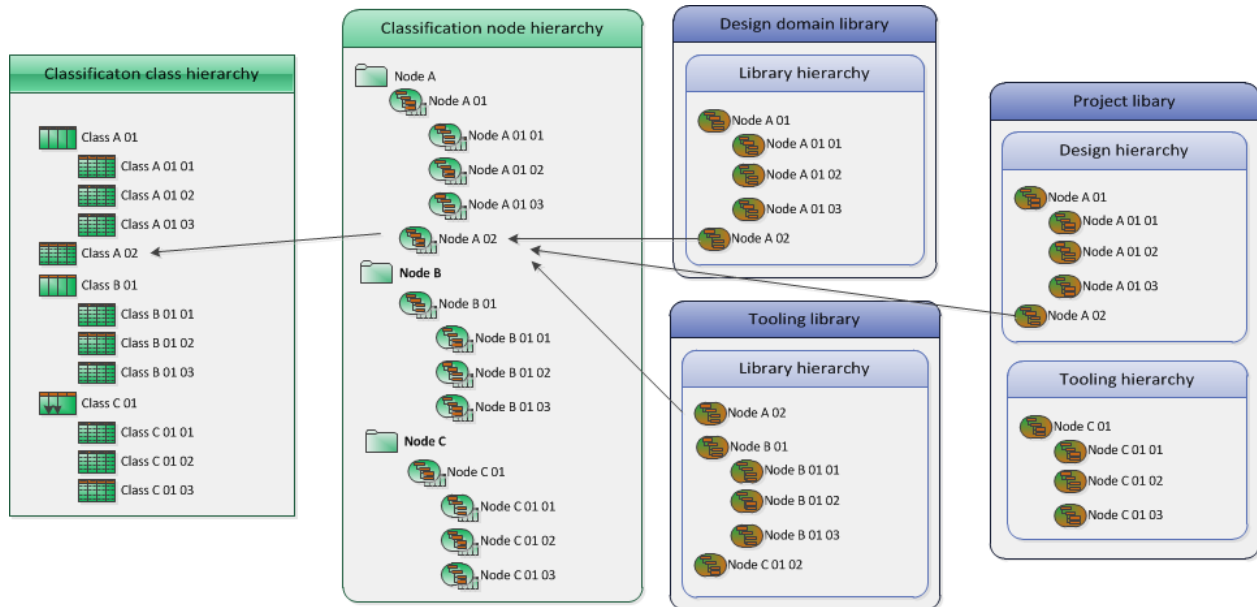 Classificaton class hierarchy
Class A 01
Class A 01 01
Class A 01 02
Class A 01 03
Class A 02
Class B 01
Class B 01 01
Class B 01 02
Class B 01 03
Class C 01
Class C 01 01
Class C 01 02
Class C 01 03
Classification node hierarchy
Node A
Node A 01
Node A 01 01
Node A 01 02
Node A 01 03
Node A 02
Node B
Node B 01
Node B 01 01
Node B 01 02
Node B 01 03
Node C
Node C 01
Node C 01 01
Node C 01 02
Node C 01 03
Design domain library
Library hierarchy
Node A 01
Node A 01 01
Node A 01 02
Node A 01 03
Node A 02
Tooling library
Library hierarchy
Node A 02
Node B 01
Node B 01 01
Node B 01 02
Node B 01 03
Node C 01 02
Project libary
Design hierarchy
Node A 01
Node A 01 01
Node A 01 02
Node A 01 03
Node A 02
Tooling hierarchy
Node C 01
Node C 01 01
Node C 01 02
Node C 01 03